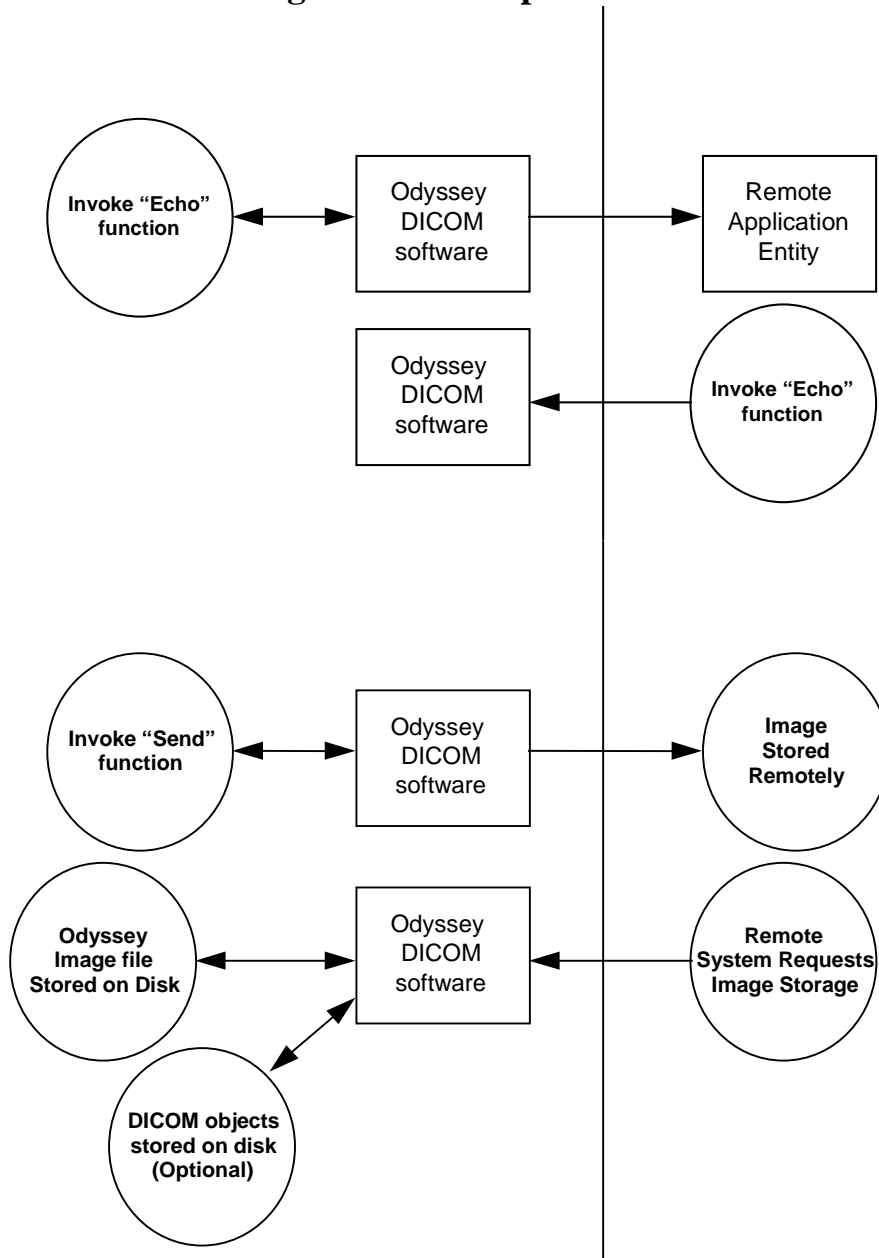 Invoke “Echo”
function
Odyssey
DICOM
software
Remote
Application
Entity
Odyssey
DICOM
software
Invoke “Echo”
function
Invoke “Send”
function
Odyssey
DICOM
software
Image
Stored
Remotely
Odyssey
Image file
Stored on Disk
Odyssey
DICOM
software
Remote
System Requests
Image Storage
DICOM objects
stored on disk
(Optional)